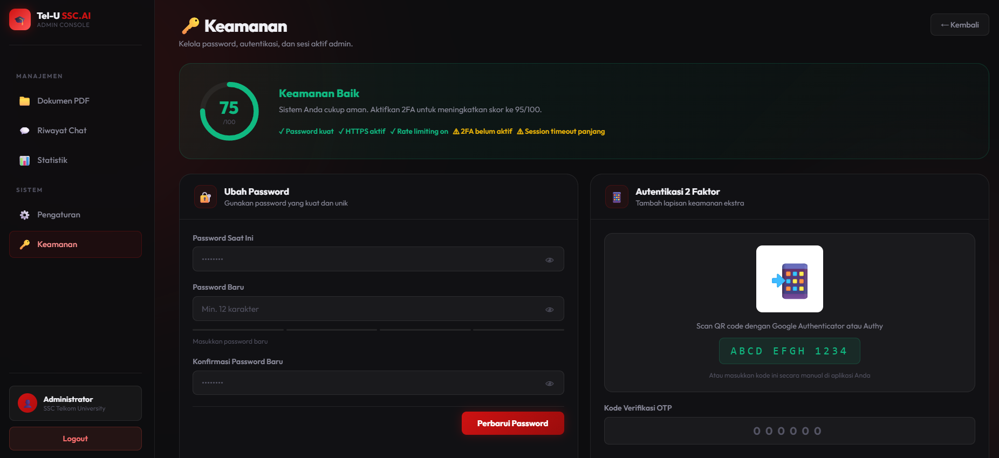 Tel-U SSC.AI
ADMIN CONSOLE
MANAJEMEN
Dokumen PDF
Riwayat Chat
Statistik
SISTEM
Pengaturan
Keamanan
Administrator
SSC Telkom University
Logout
Keamanan
Kelola password, autentikasi, dan sesi aktif admin.
← Kembali
75
/100
Keamanan Baik
Sistem Anda cukup aman. Aktifkan 2FA untuk meningkatkan skor ke 95/100.
✓ Password kuat ✓ HTTPS aktif ✓ Rate limiting on ⚠ 2FA belum aktif ⚠ Session timeout panjang
Ubah Password
Gunakan password yang kuat dan unik
Password Saat Ini
••••••••
Password Baru
Min. 12 karakter
Masukkan password baru
Konfirmasi Password Baru
••••••••
Perbarui Password
Autentikasi 2 Faktor
Tambah lapisan keamanan ekstra
Scan QR code dengan Google Authenticator atau Authy
ABCD EFGH 1234
Atau masukkan kode ini secara manual di aplikasi Anda
Kode Verifikasi OTP
000000